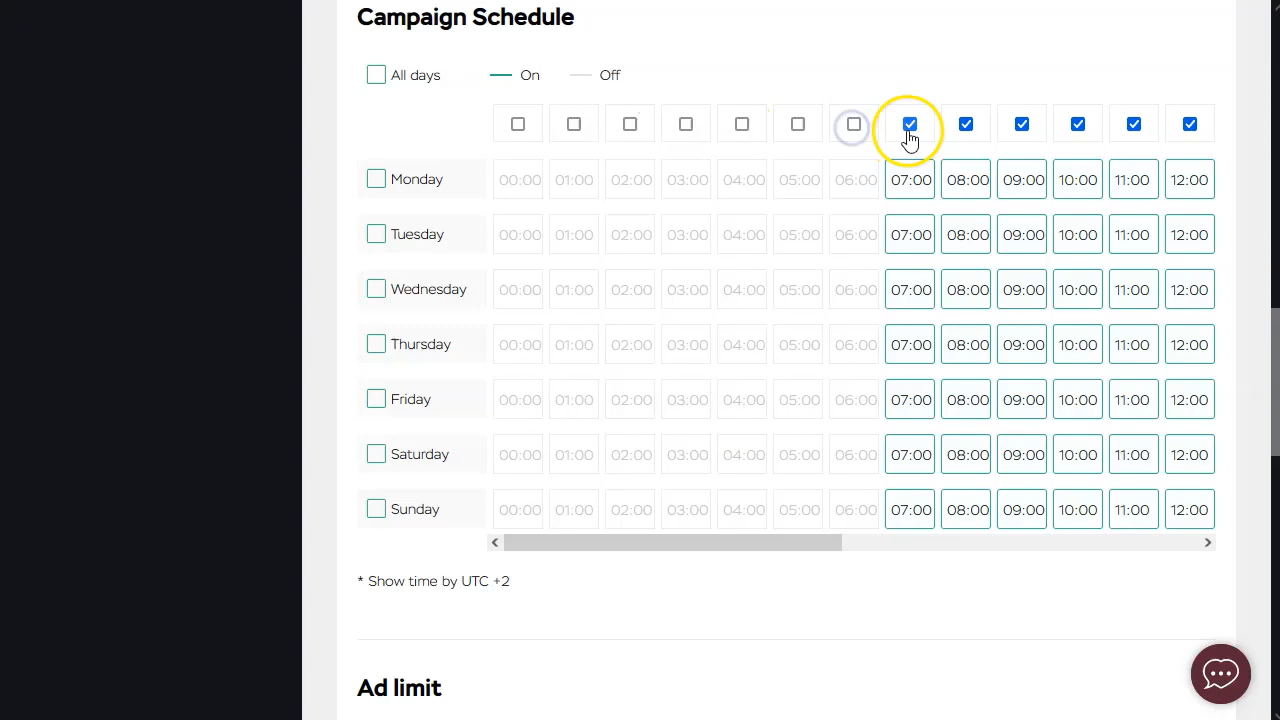 Campaign Schedule
All days On Off
Monday 00:00 01:00 02:00 03:00 04:00 05:00 06:00 07:00 08:00 09:00 10:00 11:00 12:00
Tuesday 00:00 01:00 02:00 03:00 04:00 05:00 06:00 07:00 08:00 09:00 10:00 11:00 12:00
Wednesday 00:00 01:00 02:00 03:00 04:00 05:00 06:00 07:00 08:00 09:00 10:00 11:00 12:00
Thursday 00:00 01:00 02:00 03:00 04:00 05:00 06:00 07:00 08:00 09:00 10:00 11:00 12:00
Friday 00:00 01:00 02:00 03:00 04:00 05:00 06:00 07:00 08:00 09:00 10:00 11:00 12:00
Saturday 00:00 01:00 02:00 03:00 04:00 05:00 06:00 07:00 08:00 09:00 10:00 11:00 12:00
Sunday 00:00 01:00 02:00 03:00 04:00 05:00 06:00 07:00 08:00 09:00 10:00 11:00 12:00
* Show time by UTC +2
Ad limit